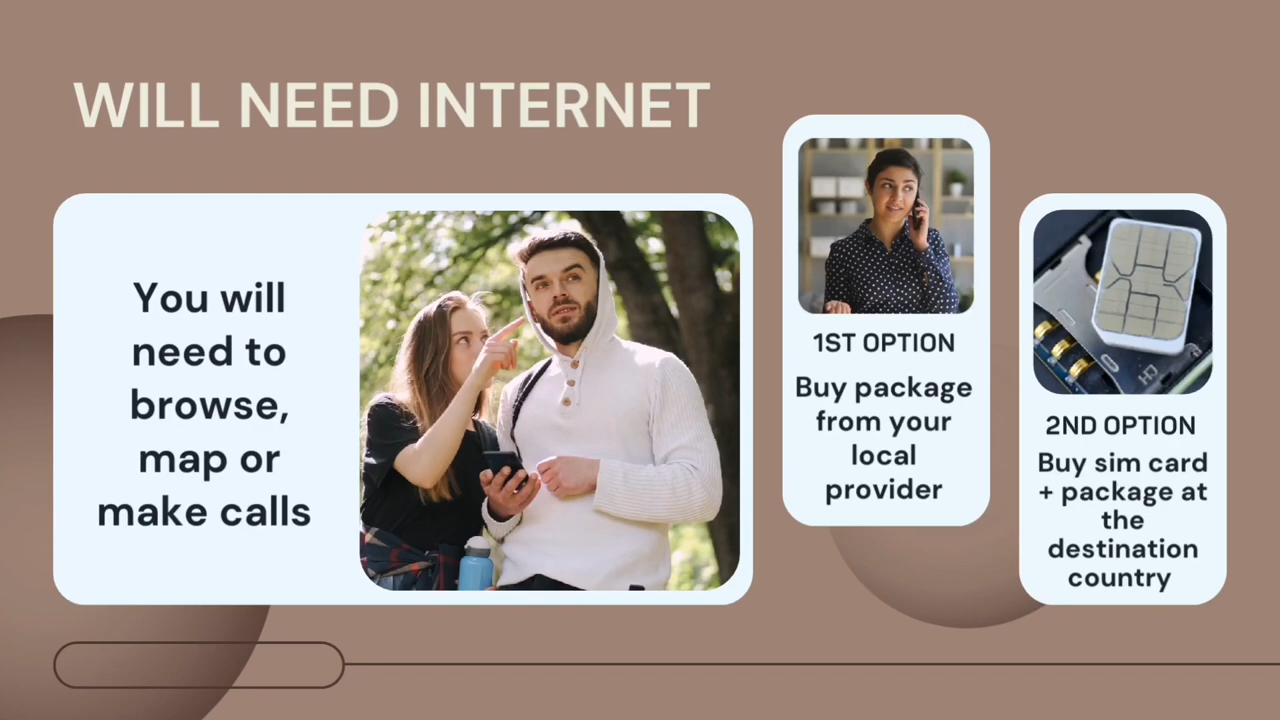 WILL NEED INTERNET
You will
need to
browse,
map or
make calls
1ST OPTION
Buy package
from your
local
provider
2ND OPTION
Buy sim card
+ package at
the
destination
country